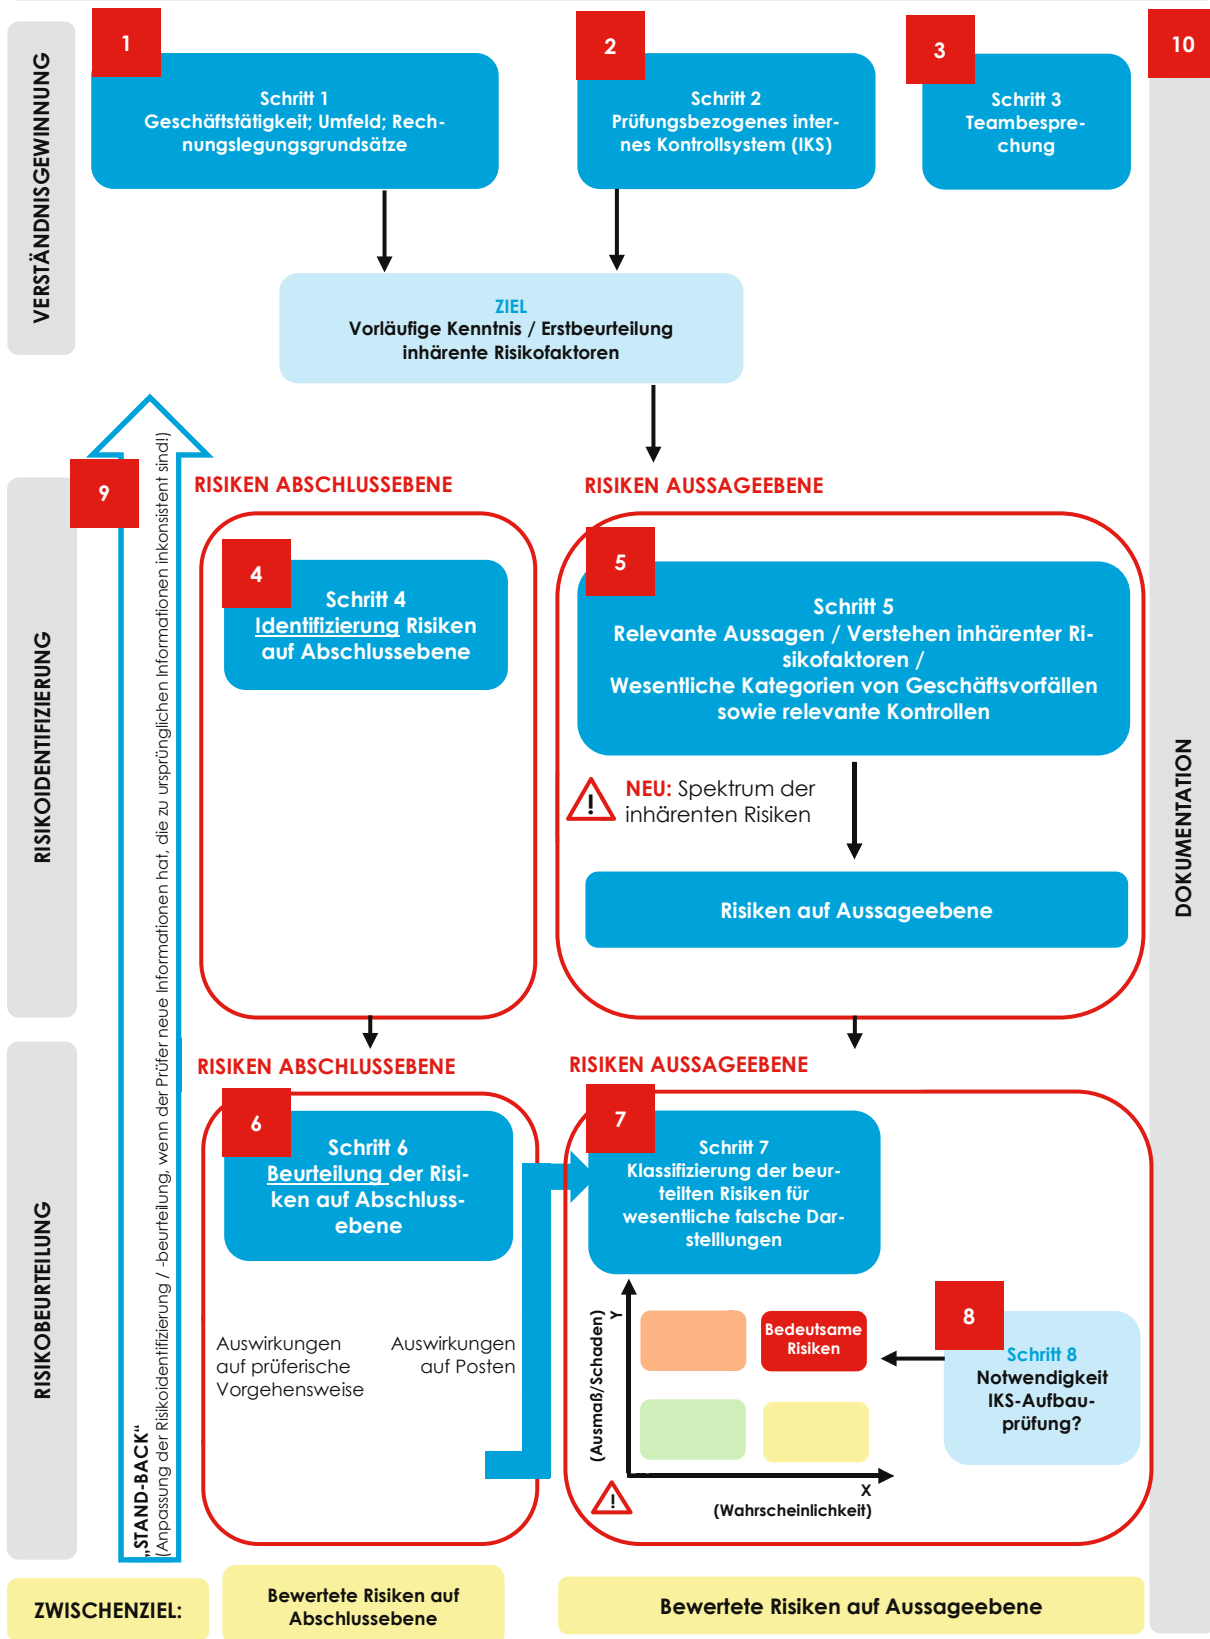 VERSTÄNDNISGEWINNUNG
1
Schritt 1
Geschäftstätigkeit; Umfeld; Rech-
nungslegungsgrundsätze
2
Schritt 2
Prüfungsbezogenes inter-
nes Kontrollsystem (IKS)
3
Schritt 3
Teambespre-
chung
10
DOKUMENTATION
ZIEL
Vorläufige Kenntnis / Erstbeurteilung
inhärente Risikofaktoren
9
„STAND-BACK“
(Anpassung der Risikoidentifizierung / -beurteilung, wenn der Prüfer neue Informationen hat, die zu ursprünglichen Informationen inkonsistent sind!)
RISIKOIDENTIFIZIERUNG
RISIKEN ABSCHLUSSEBENE
4
Schritt 4
Identifizierung Risiken
auf Abschlussebene
RISIKEN AUSSAGEEBENE
5
Schritt 5
Relevante Aussagen / Verstehen inhärenter Ri-
sikofaktoren /
Wesentliche Kategorien von Geschäftsvorfällen
sowie relevante Kontrollen
!
NEU: Spektrum der
inhärenten Risiken
Risiken auf Aussageebene
RISIKOBEURTEILUNG
RISIKEN ABSCHLUSSEBENE
6
Schritt 6
Beurteilung der Risi-
ken auf Abschluss-
ebene
Auswirkungen
auf prüferische
Vorgehensweise
Auswirkungen
auf Posten
RISIKEN AUSSAGEEBENE
7
Schritt 7
Klassifizierung der beur-
teilten Risiken für
wesentliche falsche Dar-
stelllungen
Y
(Ausmaß/Schaden)
Bedeutsame
Risiken
8
Schritt 8
Notwendigkeit
IKS-Aufbau-
prüfung?
!
X
(Wahrscheinlichkeit)
ZWISCHENZIEL:
Bewertete Risiken auf
Abschlussebene
Bewertete Risiken auf Aussageebene